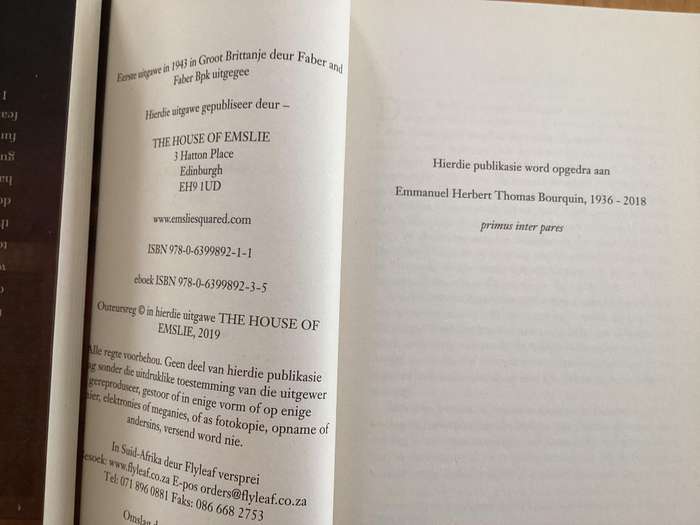 Eerste uitgawe in 1943 in Groot Brittanje deur Faber and
Faber Bpk uitgegee
Hierdie uitgawe gepubliseer deur –
THE HOUSE OF EMSLIE
3 Hatton Place
Edinburgh
EH9 1UD
www.emsliesquared.com
ISBN 978-0-6399892-1-1
eboek ISBN 978-0-6399892-3-5
Outeursreg © in hierdie uitgawe THE HOUSE OF
EMSLIE, 2019
Alle regte voorbehou. Geen deel van hierdie publikasie
sonder die uitdruklike toestemming van die uitgewer
gereproduseer, gestoor of in enige vorm of op enige
elektronies of meganies, of as fotokopie, opname of
andersins, versend word nie.
In Suid-Afrika deur Flyleaf versprei
www.flyleaf.co.za E-pos orders@flyleaf.co.za
Tel: 071 896 0881 Faks: 086 668 2753
Hierdie publikasie word opgedra aan
Emmanuel Herbert Thomas Bourquin, 1936 - 2018
primus inter pares